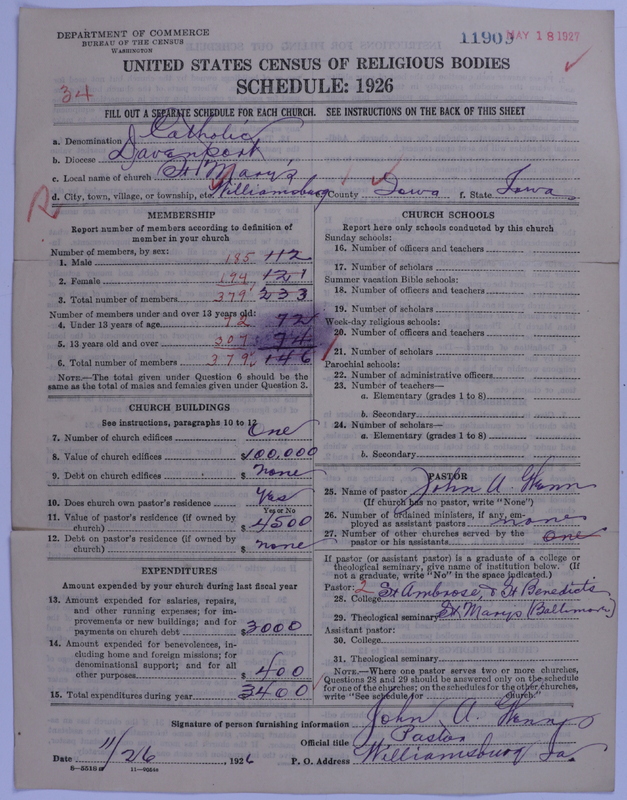 DEPARTMENT OF COMMERCE
BUREAU OF THE CENSUS
WASHINGTON
11905 MAY 18 1927
UNITED STATES CENSUS OF RELIGIOUS BODIES
SCHEDULE: 1926
34
FILL OUT A SEPARATE SCHEDULE FOR EACH CHURCH. SEE INSTRUCTIONS ON THE BACK OF THIS SHEET
a. Denomination Catholic
b. Diocese Davenport
c. Local name of church St Mary's
d. City, town, village, or township, etc. Williamsburg County Iowa f. State Iowa
MEMBERSHIP
Report number of members according to definition of
member in your church
Number of members, by sex:
1. Male 185 112
2. Female 194 121
3. Total number of members 379 233
Number of members under and over 13 years old:
4. Under 13 years of age 72 72
5. 13 years old and over 307 74
6. Total number of members 379 146
NOTE.—The total given under Question 6 should be
the same as the total of males and females given under Question 3.
CHURCH BUILDINGS
See instructions, paragraphs 10 to 12
7. Number of church edifices One
8. Value of church edifices $100,000
9. Debt on church edifices $ none
10. Does church own pastor's residence Yes
Yes or No
11. Value of pastor's residence (if owned by
church) $4500
12. Debt on pastor's residence (if owned by
church) $ none
EXPENDITURES
Amount expended by your church during last fiscal year
13. Amount expended for salaries, repairs,
and other running expenses; for im-
provements or new buildings; and for
payments on church debt $3000
14. Amount expended for benevolences, in-
cluding home and foreign missions; for
denominational support; and for all
other purposes $400
15. Total expenditures during year $3400
CHURCH SCHOOLS
Report here only schools conducted by this church
Sunday schools:
16. Number of officers and teachers
17. Number of scholars
Summer vacation Bible schools:
18. Number of officers and teachers
19. Number of scholars
Week-day religious schools:
20. Number of officers and teachers
21. Number of scholars
Parochial schools:
22. Number of administrative officers
23. Number of teachers—
a. Elementary (grades 1 to 8)
b. Secondary
24. Number of scholars—
a. Elementary (grades 1 to 8)
b. Secondary
PASTOR
25. Name of pastor John A
(If church has no pastor, write "None")
26. Number of ordained ministers, if any, em-
ployed as assistant pastors none
27. Number of other churches served by the
pastor or his assistants one
If pastor (or assistant pastor) is a graduate of a college or
theological seminary, give name of institution below. (If
not a graduate, write "No" in the space indicated.)
Pastor: 2
28. College St Ambrose, & St Benedicts
29. Theological seminary St Marys (Baltimore)
Assistant pastor:
30. College
31. Theological seminary
NOTE.—Where one pastor serves two or more churches,
Questions 28 and 29 should be answered only on the schedule
for one of the churches; on the schedules for the other churches,
write "See schedule for church."
Signature of person furnishing information John A.
Official title Pastor
Date 11/26, 1926 P. O. Address Williamsburg Ia.
8—5518